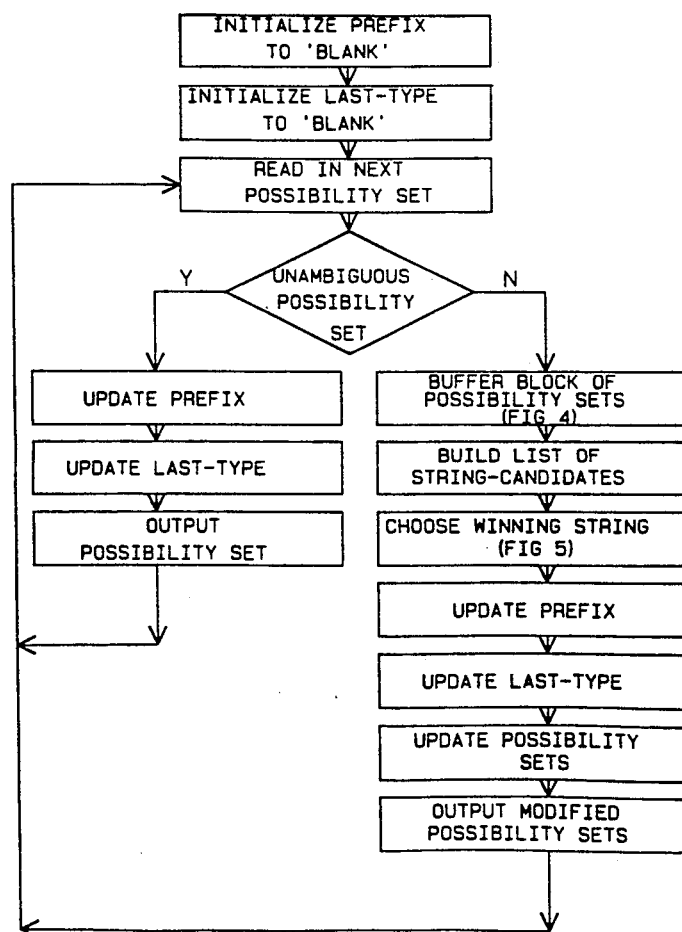 INITIALIZE PREFIX
TO 'BLANK'
INITIALIZE LAST-TYPE
TO 'BLANK'
READ IN NEXT
POSSIBILITY SET
UNAMBIGUOUS
POSSIBILITY
SET
Y
N
UPDATE PREFIX
UPDATE LAST-TYPE
OUTPUT
POSSIBILITY SET
BUFFER BLOCK OF
POSSIBILITY SETS
(FIG 4)
BUILD LIST OF
STRING-CANDIDATES
CHOOSE WINNING STRING
(FIG 5)
UPDATE PREFIX
UPDATE LAST-TYPE
UPDATE POSSIBILITY
SETS
OUTPUT MODIFIED
POSSIBILITY SETS